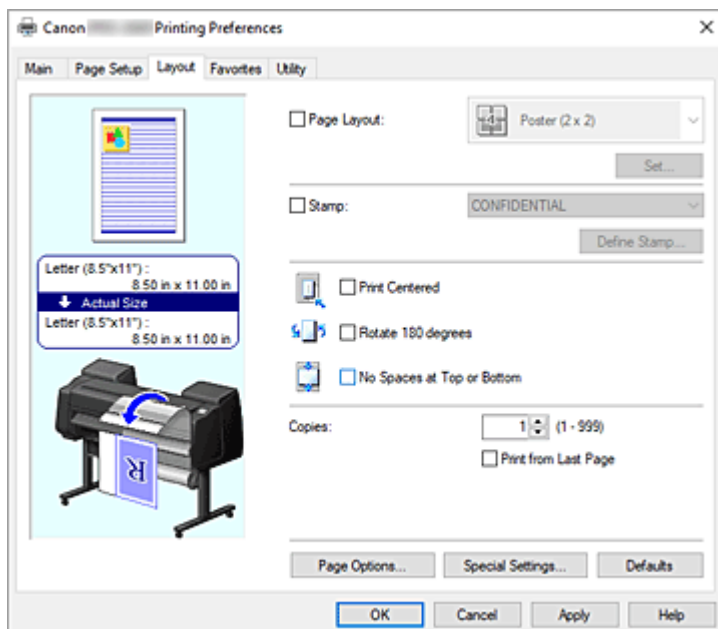 Canon Printing Preferences
Main Page Setup Layout Favorites Utility
Page Layout: Poster (2 x 2)
Set...
Stamp: CONFIDENTIAL
Define Stamp...
Letter (8.5"x11") :
8.50 in x 11.00 in
Actual Size
Letter (8.5"x11") :
8.50 in x 11.00 in
Print Centered
Rotate 180 degrees
No Spaces at Top or Bottom
Copies: 1 (1 - 999)
Print from Last Page
R
Page Options... Special Settings... Defaults
OK Cancel Apply Help